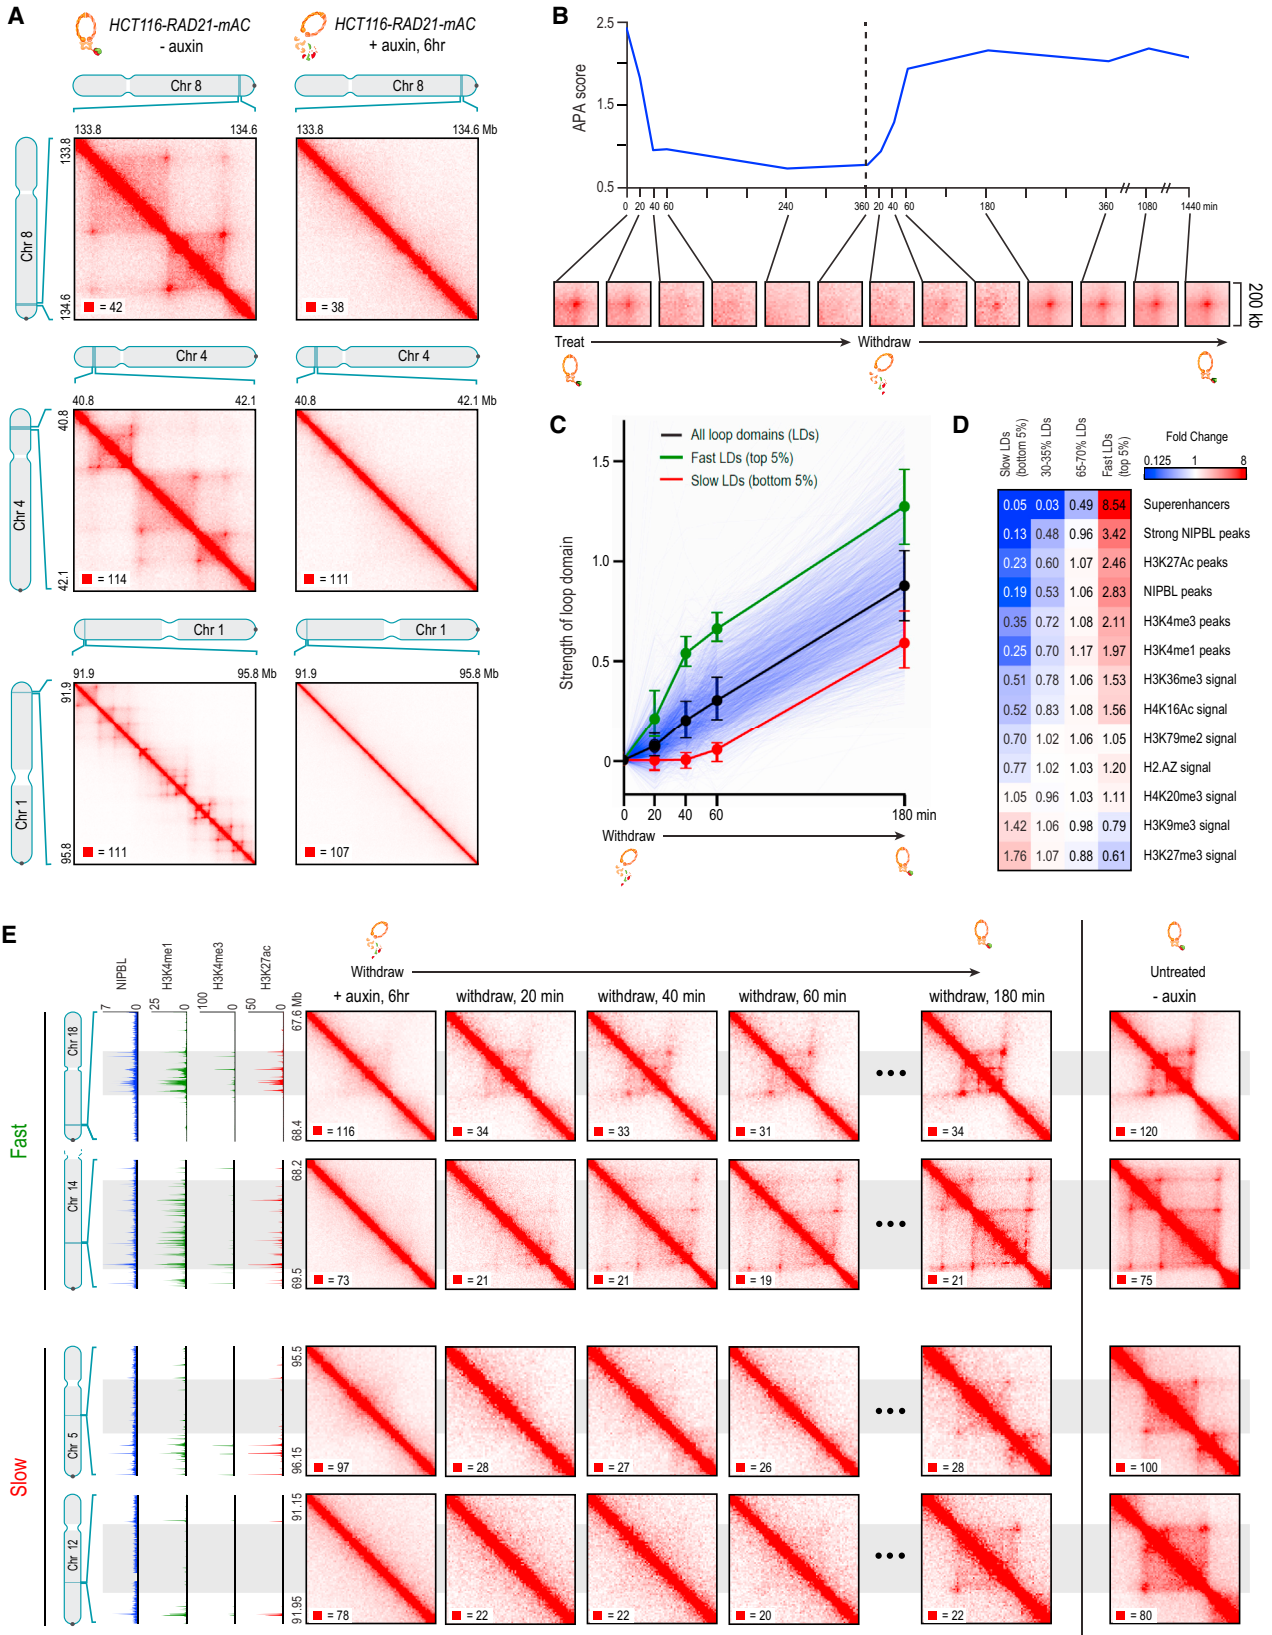 A
HCT116-RAD21-mAC
- auxin
HCT116-RAD21-mAC
+ auxin, 6hr
Chr 8
Chr 8
133.8
134.6
133.8
134.6 Mb
Chr 8
133.8
134.6
= 42
= 38
Chr 4
Chr 4
40.8
42.1
40.8
42.1 Mb
Chr 4
40.8
42.1
= 114
= 111
Chr 1
Chr 1
91.9
95.8 Mb
91.9
95.8 Mb
Chr 1
91.9
95.8
= 111
= 107
B
APA score
2.5
1.5
0.5
0 20 40 60 240 360 20 40 60 180 360 1080 1440 min
200 kb
Treat
Withdraw
C
Strength of loop domain
All loop domains (LDs)
Fast LDs (top 5%)
Slow LDs (bottom 5%)
1.5
1.0
0.5
0
0 20 40 60 180 min
Withdraw
D
Slow LDs
(bottom 5%)
30-35% LDs
65-70% LDs
Fast LDs
(top 5%)
Fold Change
0.125 1 8
0.05 0.03 0.49 8.54 Superenhancers
0.13 0.48 0.96 3.42 Strong NIPBL peaks
0.23 0.60 1.07 2.46 H3K27Ac peaks
0.19 0.53 1.06 2.83 NIPBL peaks
0.35 0.72 1.08 2.11 H3K4me3 peaks
0.25 0.70 1.17 1.97 H3K4me1 peaks
0.51 0.78 1.06 1.53 H3K36me3 signal
0.52 0.83 1.08 1.56 H4K16Ac signal
0.70 1.02 1.06 1.05 H3K79me2 signal
0.77 1.02 1.03 1.20 H2.AZ signal
1.05 0.96 1.03 1.11 H4K20me3 signal
1.42 1.06 0.98 0.79 H3K9me3 signal
1.76 1.07 0.88 0.61 H3K27me3 signal
E
NIPBL
H3K4me1
H3K4me3
H3K27ac
7 0 25 0 100 0 50 0
Withdraw
Untreated
+ auxin, 6hr
withdraw, 20 min
withdraw, 40 min
withdraw, 60 min
withdraw, 180 min
- auxin
Fast
Chr 18
67.6 Mb
68.4
= 116
= 34
= 33
= 31
= 34
= 120
Chr 14
68.2
69.5
= 73
= 21
= 21
= 19
= 21
= 75
Slow
Chr 5
95.5
96.15
= 97
= 28
= 27
= 26
= 28
= 100
Chr 12
91.15
91.95
= 78
= 22
= 22
= 20
= 22
= 80